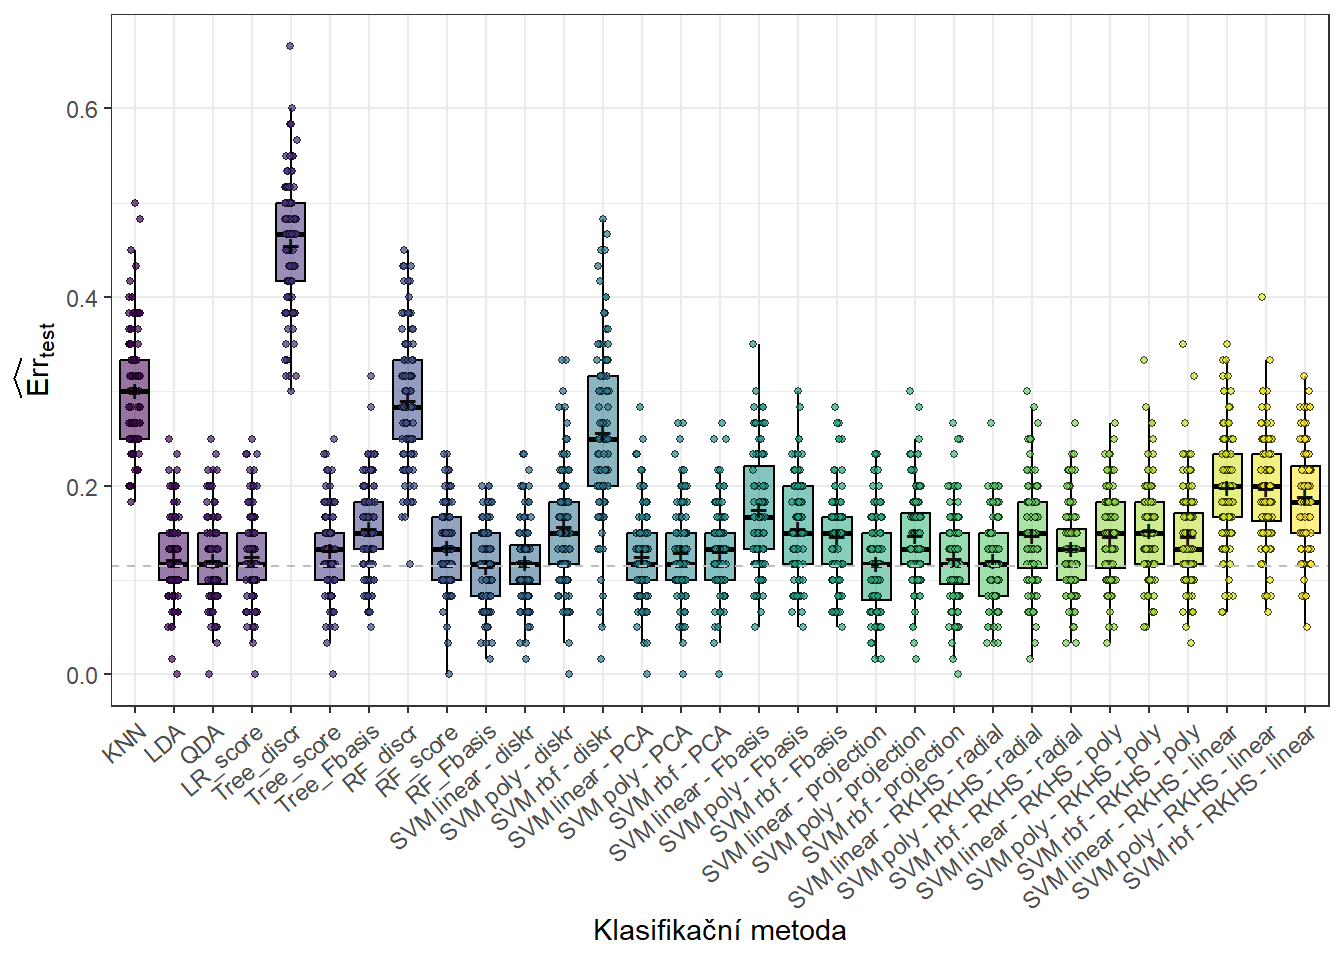 0.6
0.4
0.2
0.0
Err_test
KNN
LDA
QDA
LR_score
Tree_discr
Tree_score
Tree_Fbasis
RF_discr
RF_score
RF_Fbasis
SVM linear - diskr
SVM poly - diskr
SVM rbf - diskr
SVM linear - PCA
SVM poly - PCA
SVM rbf - PCA
SVM linear - Fbasis
SVM poly - Fbasis
SVM rbf - Fbasis
SVM linear - projection
SVM poly - projection
SVM rbf - projection
SVM linear - RKHS - radial
SVM poly - RKHS - radial
SVM rbf - RKHS - radial
SVM linear - RKHS - poly
SVM poly - RKHS - poly
SVM rbf - RKHS - poly
SVM linear - RKHS - linear
SVM poly - RKHS - linear
SVM rbf - RKHS - linear
Klasifikační metoda